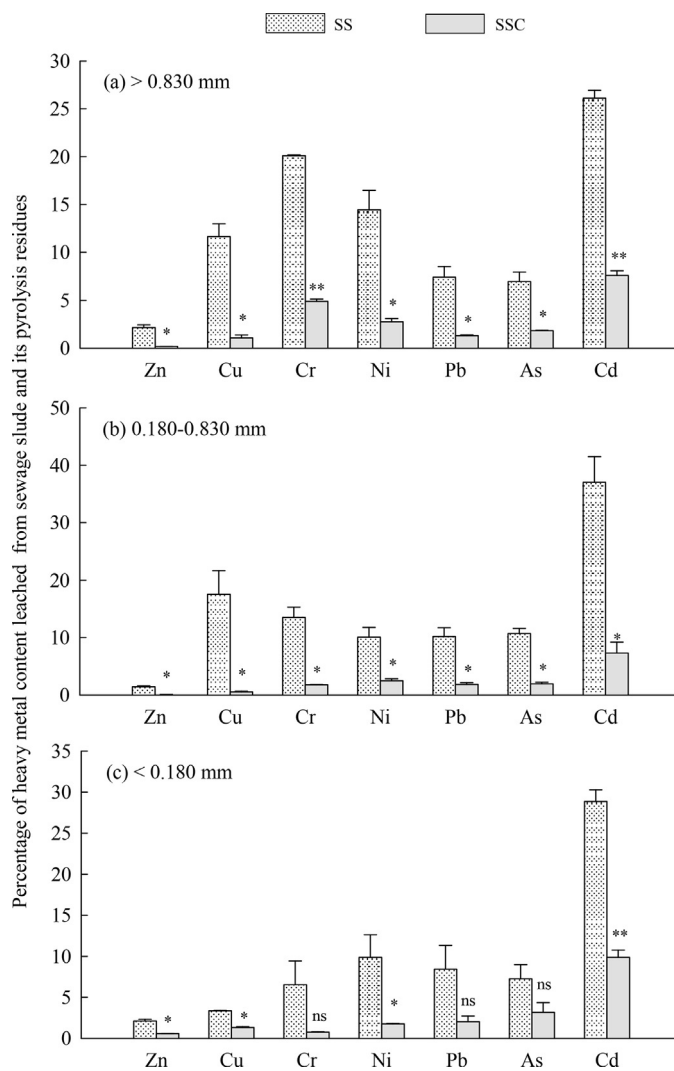 SS SSC
Percentage of heavy metal content leached from sewage slude and its pyrolysis residues
30
(a) > 0.830 mm
25
20
15
10
5
0
** ** * * * * *
Zn Cu Cr Ni Pb As Cd
50
(b) 0.180-0.830 mm
40
30
20
10
0
* * * * * * *
Zn Cu Cr Ni Pb As Cd
35
(c) < 0.180 mm
30
25
20
15
10
5
0
* * ns * ns ns **
Zn Cu Cr Ni Pb As Cd